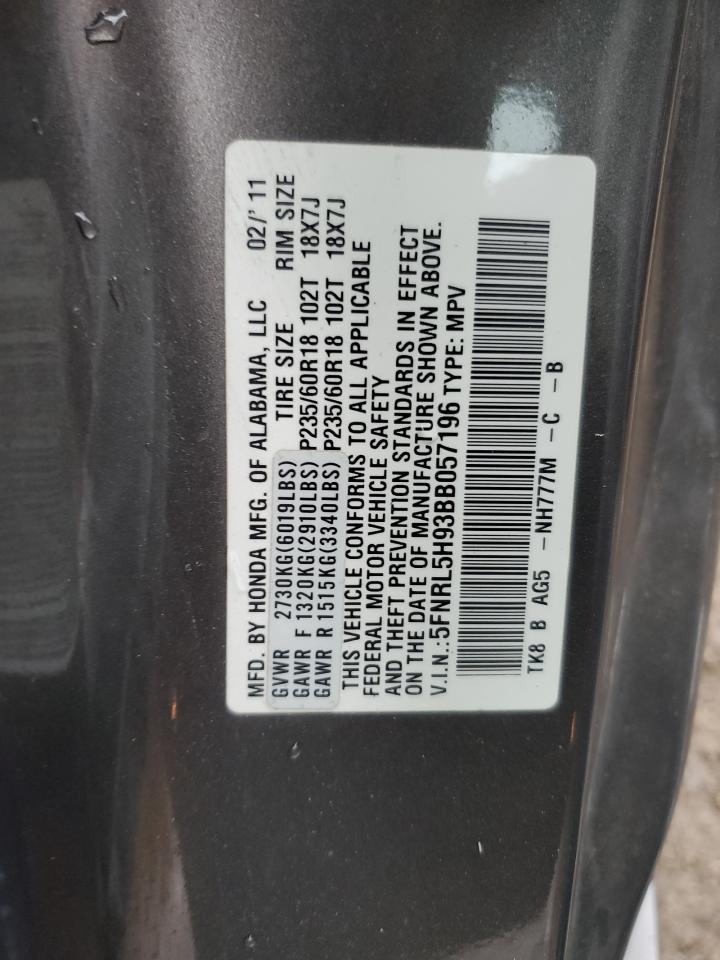 MFD. BY HONDA MFG. OF ALABAMA, LLC 02/'11
GVWR 2730KG(6019LBS) TIRE SIZE RIM SIZE
GAWR F 1320KG(2910LBS) P235/60R18 102T 18X7J
GAWR R 1515KG(3340LBS) P235/60R18 102T 18X7J
THIS VEHICLE CONFORMS TO ALL APPLICABLE
FEDERAL MOTOR VEHICLE SAFETY
AND THEFT PREVENTION STANDARDS IN EFFECT
ON THE DATE OF MANUFACTURE SHOWN ABOVE.
V.I.N.:5FNRL5H93BB057196 TYPE: MPV
TK8 B AG5 -NH777M -C -B